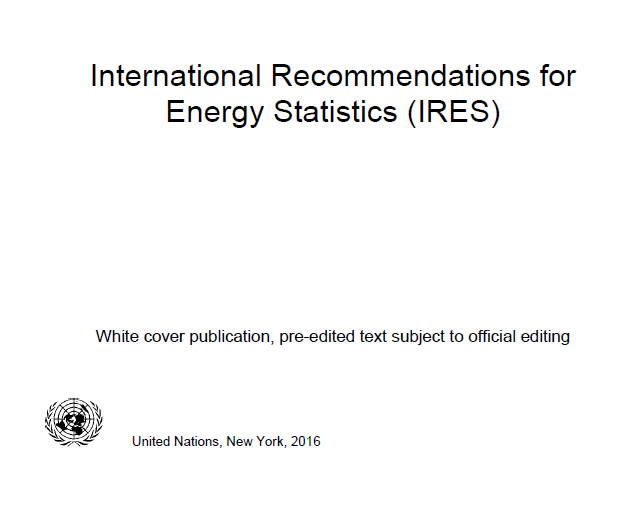 International Recommendations for
Energy Statistics (IRES)
White cover publication, pre-edited text subject to official editing
United Nations, New York, 2016